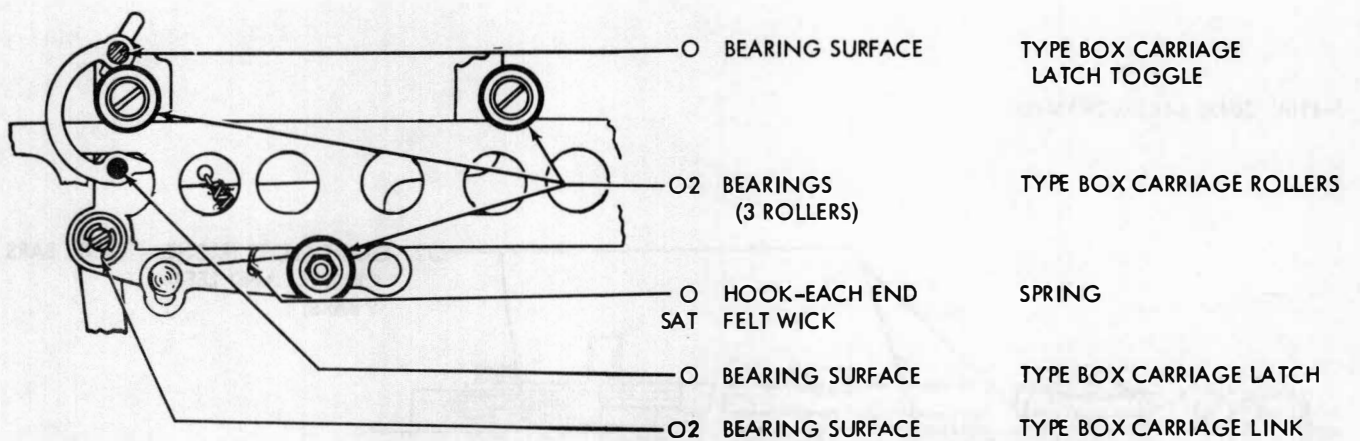 O BEARING SURFACE TYPE BOX CARRIAGE
LATCH TOGGLE
O2 BEARINGS TYPE BOX CARRIAGE ROLLERS
(3 ROLLERS)
O HOOK-EACH END SPRING
SAT FELT WICK
O BEARING SURFACE TYPE BOX CARRIAGE LATCH
O2 BEARING SURFACE TYPE BOX CARRIAGE LINK